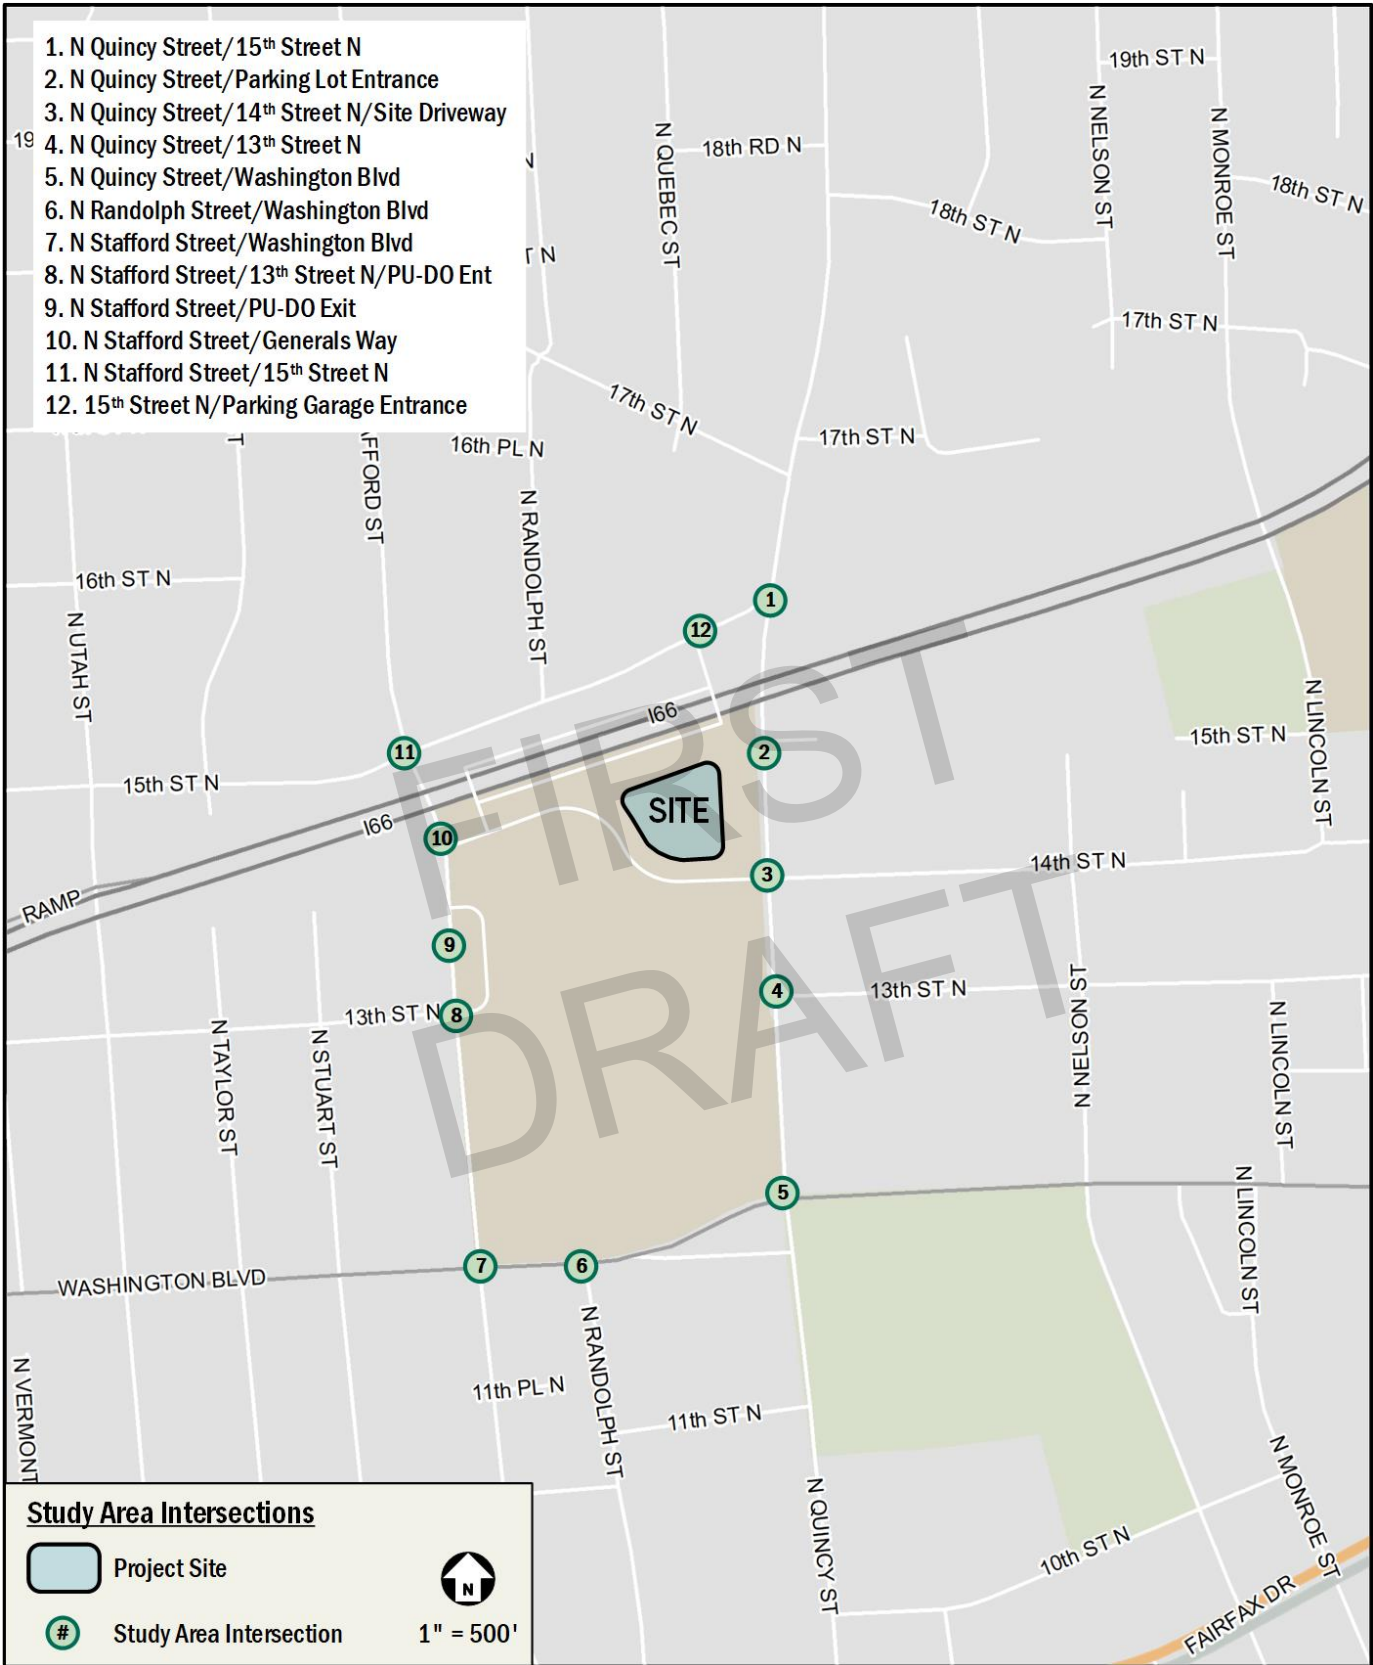 1. N Quincy Street/15th Street N
2. N Quincy Street/Parking Lot Entrance
3. N Quincy Street/14th Street N/Site Driveway
4. N Quincy Street/13th Street N
5. N Quincy Street/Washington Blvd
6. N Randolph Street/Washington Blvd
7. N Stafford Street/Washington Blvd
8. N Stafford Street/13th Street N/PU-DO Ent
9. N Stafford Street/PU-DO Exit
10. N Stafford Street/Generals Way
11. N Stafford Street/15th Street N
12. 15th Street N/Parking Garage Entrance
19th ST N
N NELSON ST
N MONROE ST
N QUEBEC ST
18th RD N
19
N
18th ST N
18th ST N
T N
17th ST N
17th ST N
17th ST N
16th PL N
T
AFFORD ST
N RANDOLPH ST
16th ST N
N UTAH ST
1
12
I66
11
2
15th ST N
15th ST N
N LINCOLN ST
SITE
I66
10
14th ST N
3
RAMP
FIRST
DRAFT
9
4
13th ST N
N NELSON ST
13th ST N
8
N TAYLOR ST
N STUART ST
N LINCOLN ST
5
N LINCOLN ST
7
6
WASHINGTON BLVD
N RANDOLPH ST
N VERMONT
11th PL N
11th ST N
N QUINCY ST
N MONROE ST
10th ST N
FAIRFAX DR
Study Area Intersections
Project Site
N
# Study Area Intersection
1" = 500'